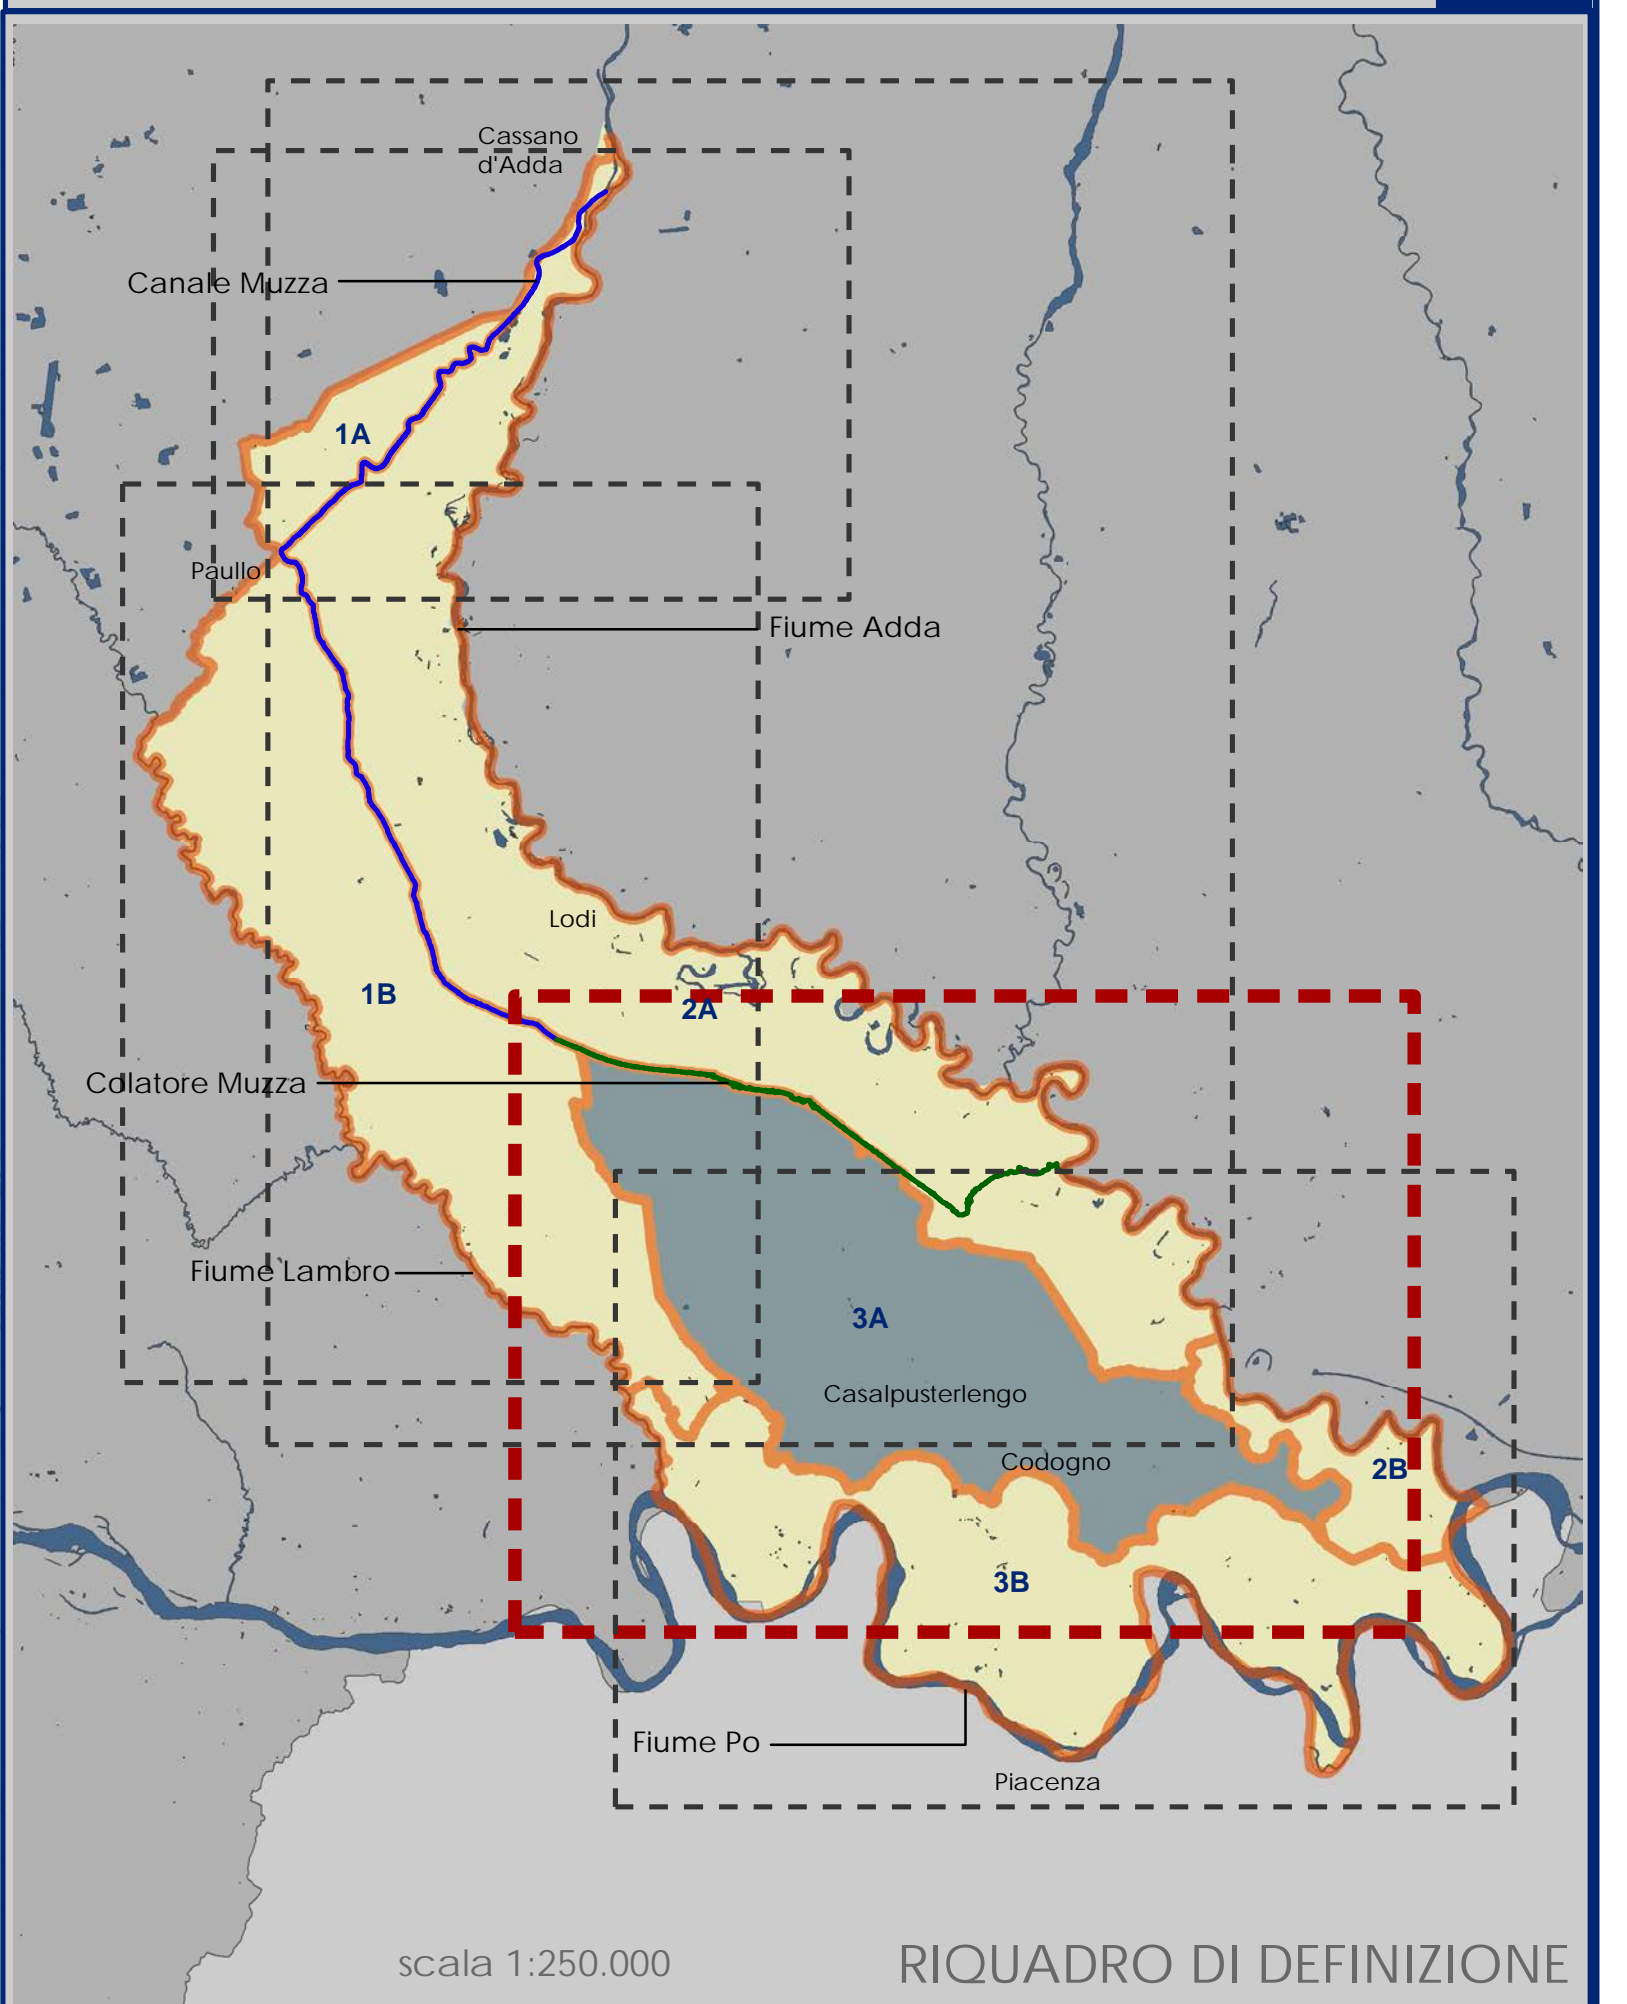 Cassano
d'Adda
Canale Muzza
1A
Paullo
Fiume Adda
Lodi
1B
2A
Collatore Muzza
Fiume Lambro
3A
Casalpusterlengo
Codogno
2B
3B
Fiume Po
Piacenza
scala 1:250.000
RIQUADRO DI DEFINIZIONE